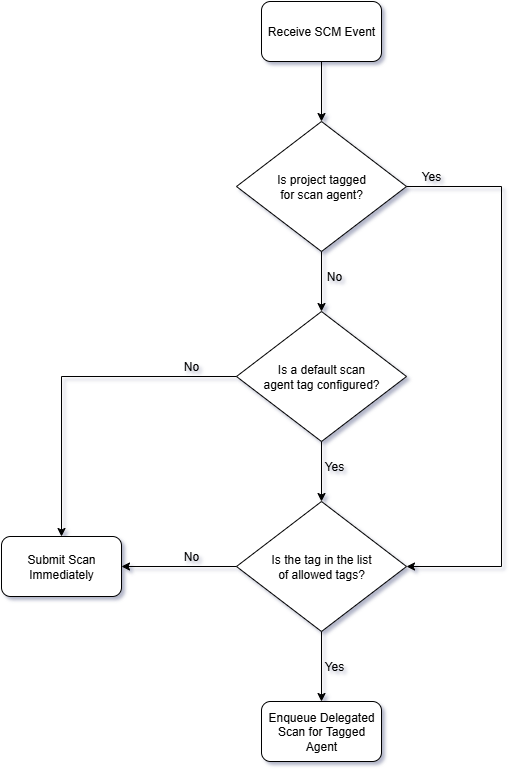 Receive SCM Event
Is project tagged
for scan agent?
Yes
No
Is a default scan
agent tag configured?
No
Yes
Is the tag in the list
of allowed tags?
No
Submit Scan
Immediately
Yes
Enqueue Delegated
Scan for Tagged
Agent